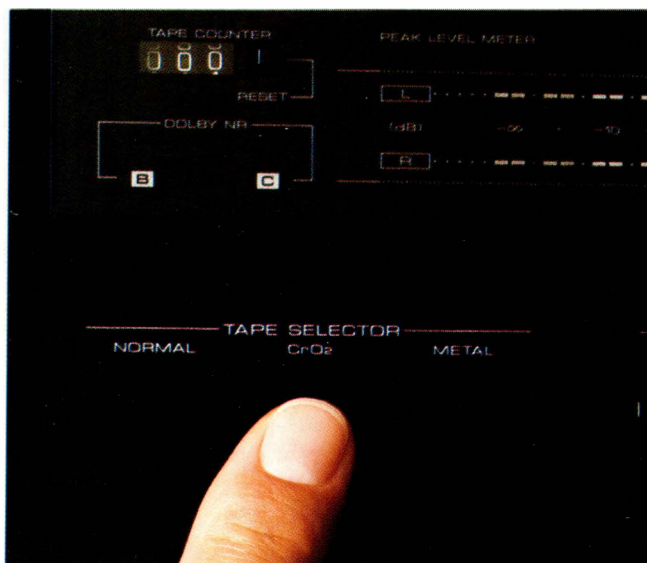 TAPE COUNTER
000
RESET
DOLBY NR
B C
PEAK LEVEL METER
L
(dB) -∞ · -10
R
TAPE SELECTOR
NORMAL CrO₂ METAL